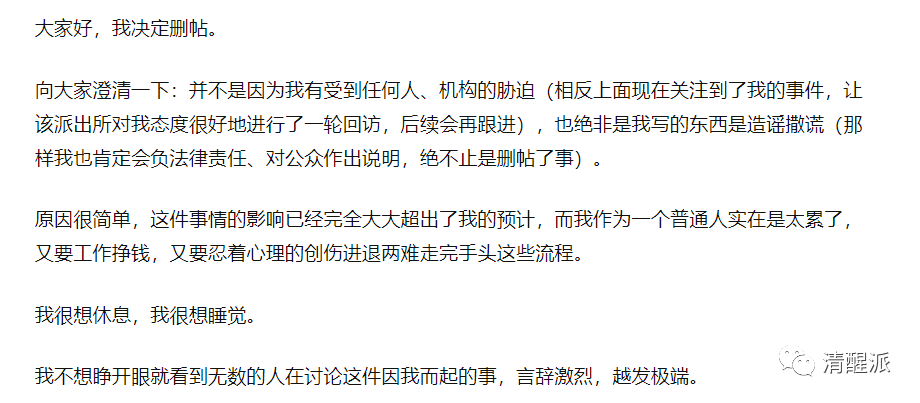 大家好，我决定删帖。
向大家澄清一下：并不是因为我有受到任何人、机构的胁迫（相反上面现在关注到了我的事件，让
该派出所对我态度很好地进行了一轮回访，后续会再跟进），也绝非是我写的东西是造谣撒谎（那
样我也肯定会负法律责任、对公众作出说明，绝不止是删帖了事）。
原因很简单，这件事情的影响已经完全大大超出了我的预计，而我作为一个普通人实在是太累了，
又要工作挣钱，又要忍着心理的创伤进退两难走完手头这些流程。
我很想休息，我很想睡觉。
我不想睁开眼就看到无数的人在讨论这件因我而起的事，言辞激烈，越发极端。
清醒派